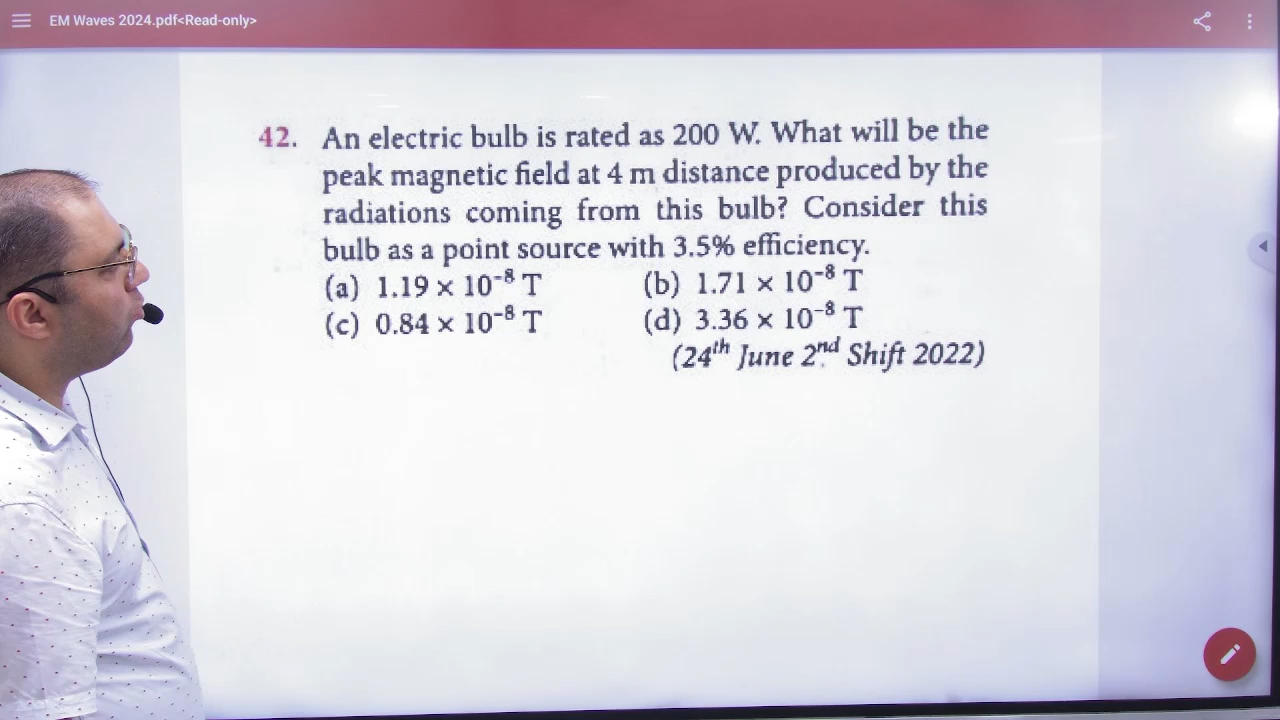 EM Waves 2024.pdf<Read-only>
42. An electric bulb is rated as 200 W. What will be the
peak magnetic field at 4 m distance produced by the
radiations coming from this bulb? Consider this
bulb as a point source with 3.5% efficiency.
(a) 1.19 × 10⁻⁸ T (b) 1.71 × 10⁻⁸ T
(c) 0.84 × 10⁻⁸ T (d) 3.36 × 10⁻⁸ T
(24ᵗʰ June 2ⁿᵈ Shift 2022)